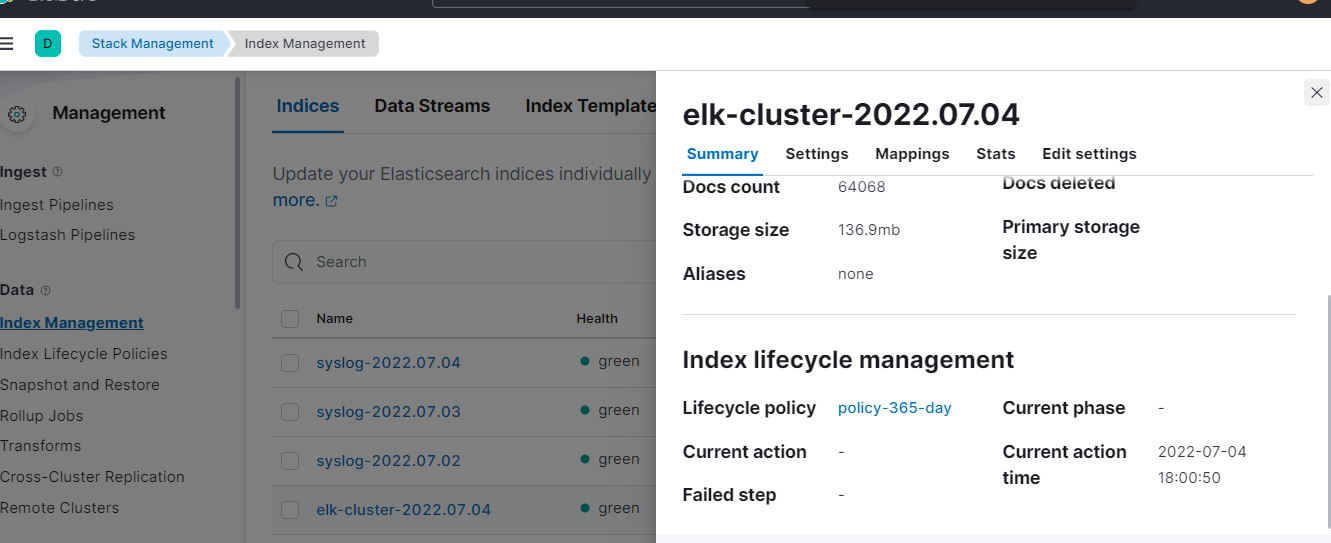 D
Stack Management
Index Management
Management
Ingest
Ingest Pipelines
Logstash Pipelines
Data
Index Management
Index Lifecycle Policies
Snapshot and Restore
Rollup Jobs
Transforms
Cross-Cluster Replication
Remote Clusters
Indices
Data Streams
Index Template
Update your Elasticsearch indices individually
more.
Search
Name
Health
syslog-2022.07.04
green
syslog-2022.07.03
green
syslog-2022.07.02
green
elk-cluster-2022.07.04
green
elk-cluster-2022.07.04
Summary
Settings
Mappings
Stats
Edit settings
Docs count
64068
Docs deleted
Storage size
136.9mb
Primary storage
size
Aliases
none
Index lifecycle management
Lifecycle policy
policy-365-day
Current phase
-
Current action
-
Current action
time
2022-07-04
18:00:50
Failed step
-